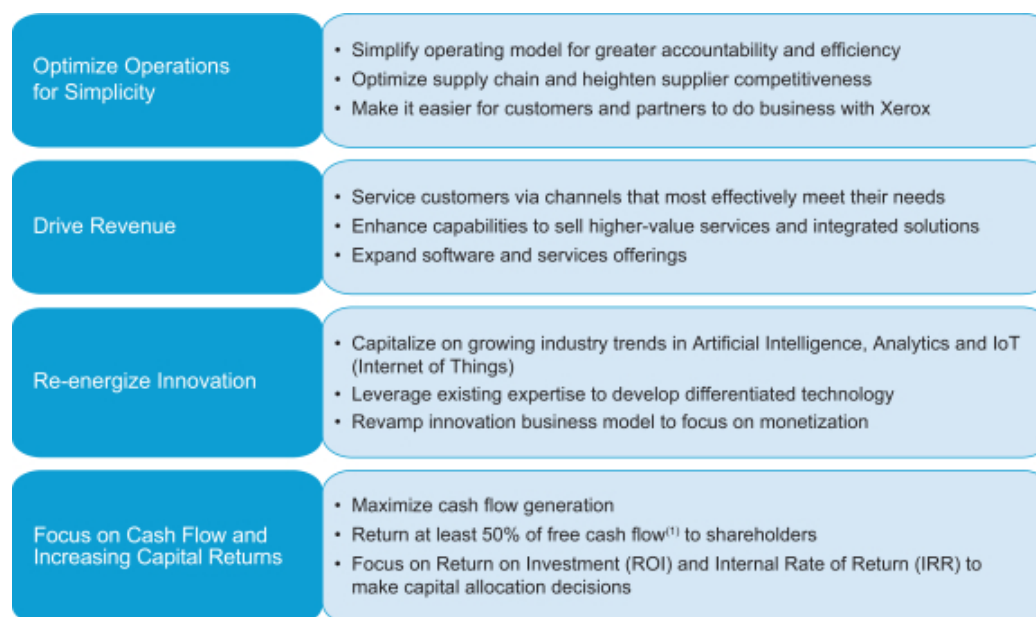 Optimize Operations
for Simplicity
• Simplify operating model for greater accountability and efficiency
• Optimize supply chain and heighten supplier competitiveness
• Make it easier for customers and partners to do business with Xerox
Drive Revenue
• Service customers via channels that most effectively meet their needs
• Enhance capabilities to sell higher-value services and integrated solutions
• Expand software and services offerings
Re-energize Innovation
• Capitalize on growing industry trends in Artificial Intelligence, Analytics and IoT
(Internet of Things)
• Leverage existing expertise to develop differentiated technology
• Revamp innovation business model to focus on monetization
Focus on Cash Flow and
Increasing Capital Returns
• Maximize cash flow generation
• Return at least 50% of free cash flow(1) to shareholders
• Focus on Return on Investment (ROI) and Internal Rate of Return (IRR) to
make capital allocation decisions